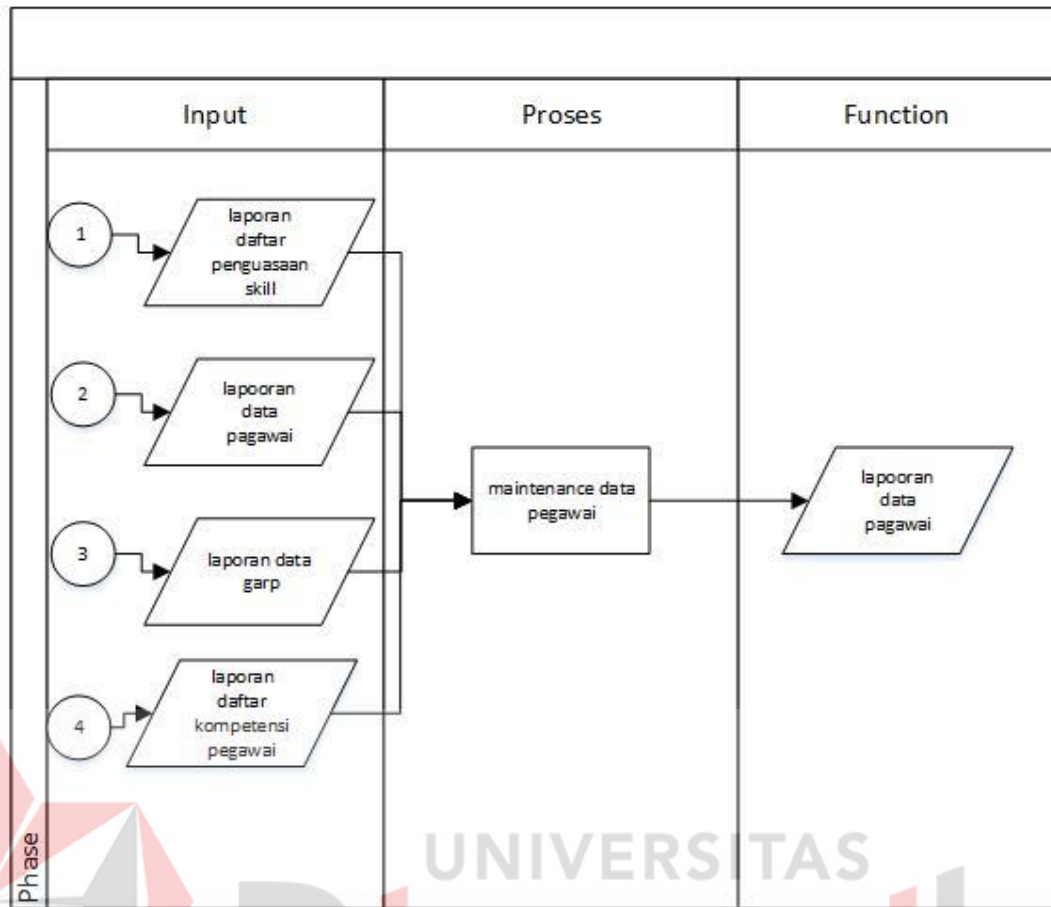 Input
Proses
Function
1
laporan
daftar
penguasaan
skill
2
lapooran
data
pagawai
3
laporan data
garp
4
laporan
daftar
kompetensi
pegawai
maintenance data
pegawai
lapooran
data
pagawai
Phase
UNIVERSITAS